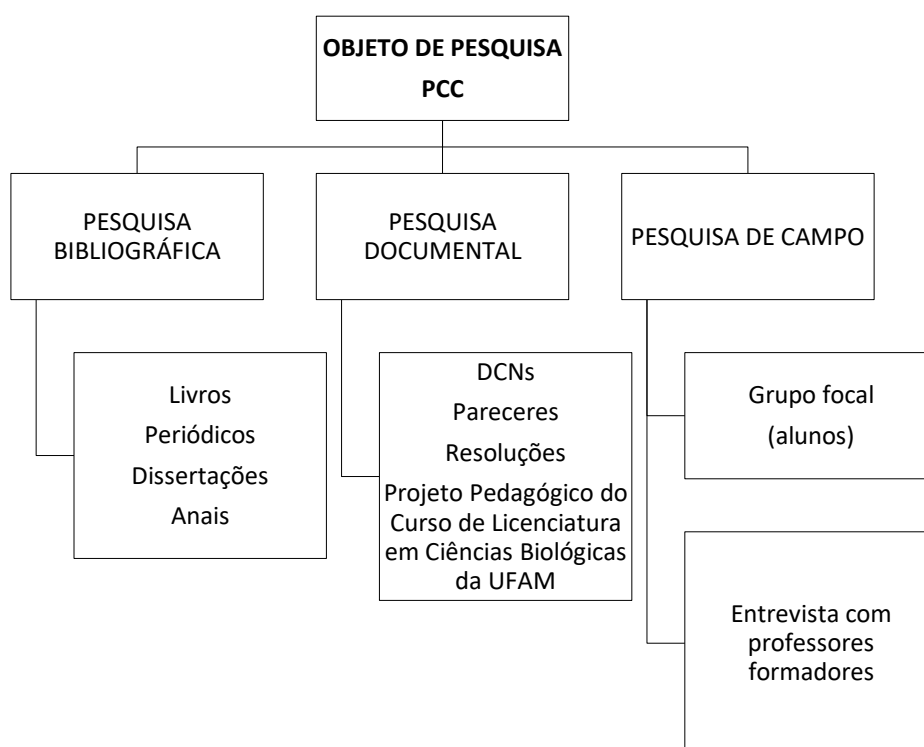 OBJETO DE PESQUISA
PCC
PESQUISA
BIBLIOGRÁFICA
PESQUISA
DOCUMENTAL
PESQUISA DE CAMPO
Livros
Periódicos
Dissertações
Anais
DCNs
Pareceres
Resoluções
Projeto Pedagógico do
Curso de Licenciatura
em Ciências Biológicas
da UFAM
Grupo focal
(alunos)
Entrevista com
professores
formadores